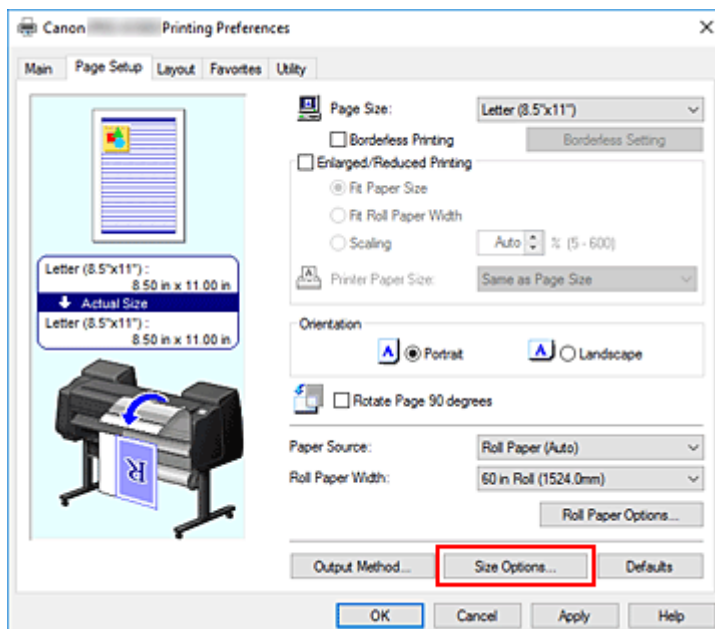 Canon Printing Preferences
Main Page Setup Layout Favorites Utility
Page Size: Letter (8.5"x11")
Borderless Printing Borderless Setting
Enlarged/Reduced Printing
Fit Paper Size
Fit Roll Paper Width
Scaling Auto % (5 - 600)
Printer Paper Size: Same as Page Size
Letter (8.5"x11") :
8.50 in x 11.00 in
Actual Size
Letter (8.5"x11") :
8.50 in x 11.00 in
Orientation
A Portrait A Landscape
Rotate Page 90 degrees
Paper Source: Roll Paper (Auto)
Roll Paper Width: 60 in Roll (1524.0mm)
Roll Paper Options...
R
Output Method... Size Options... Defaults
OK Cancel Apply Help